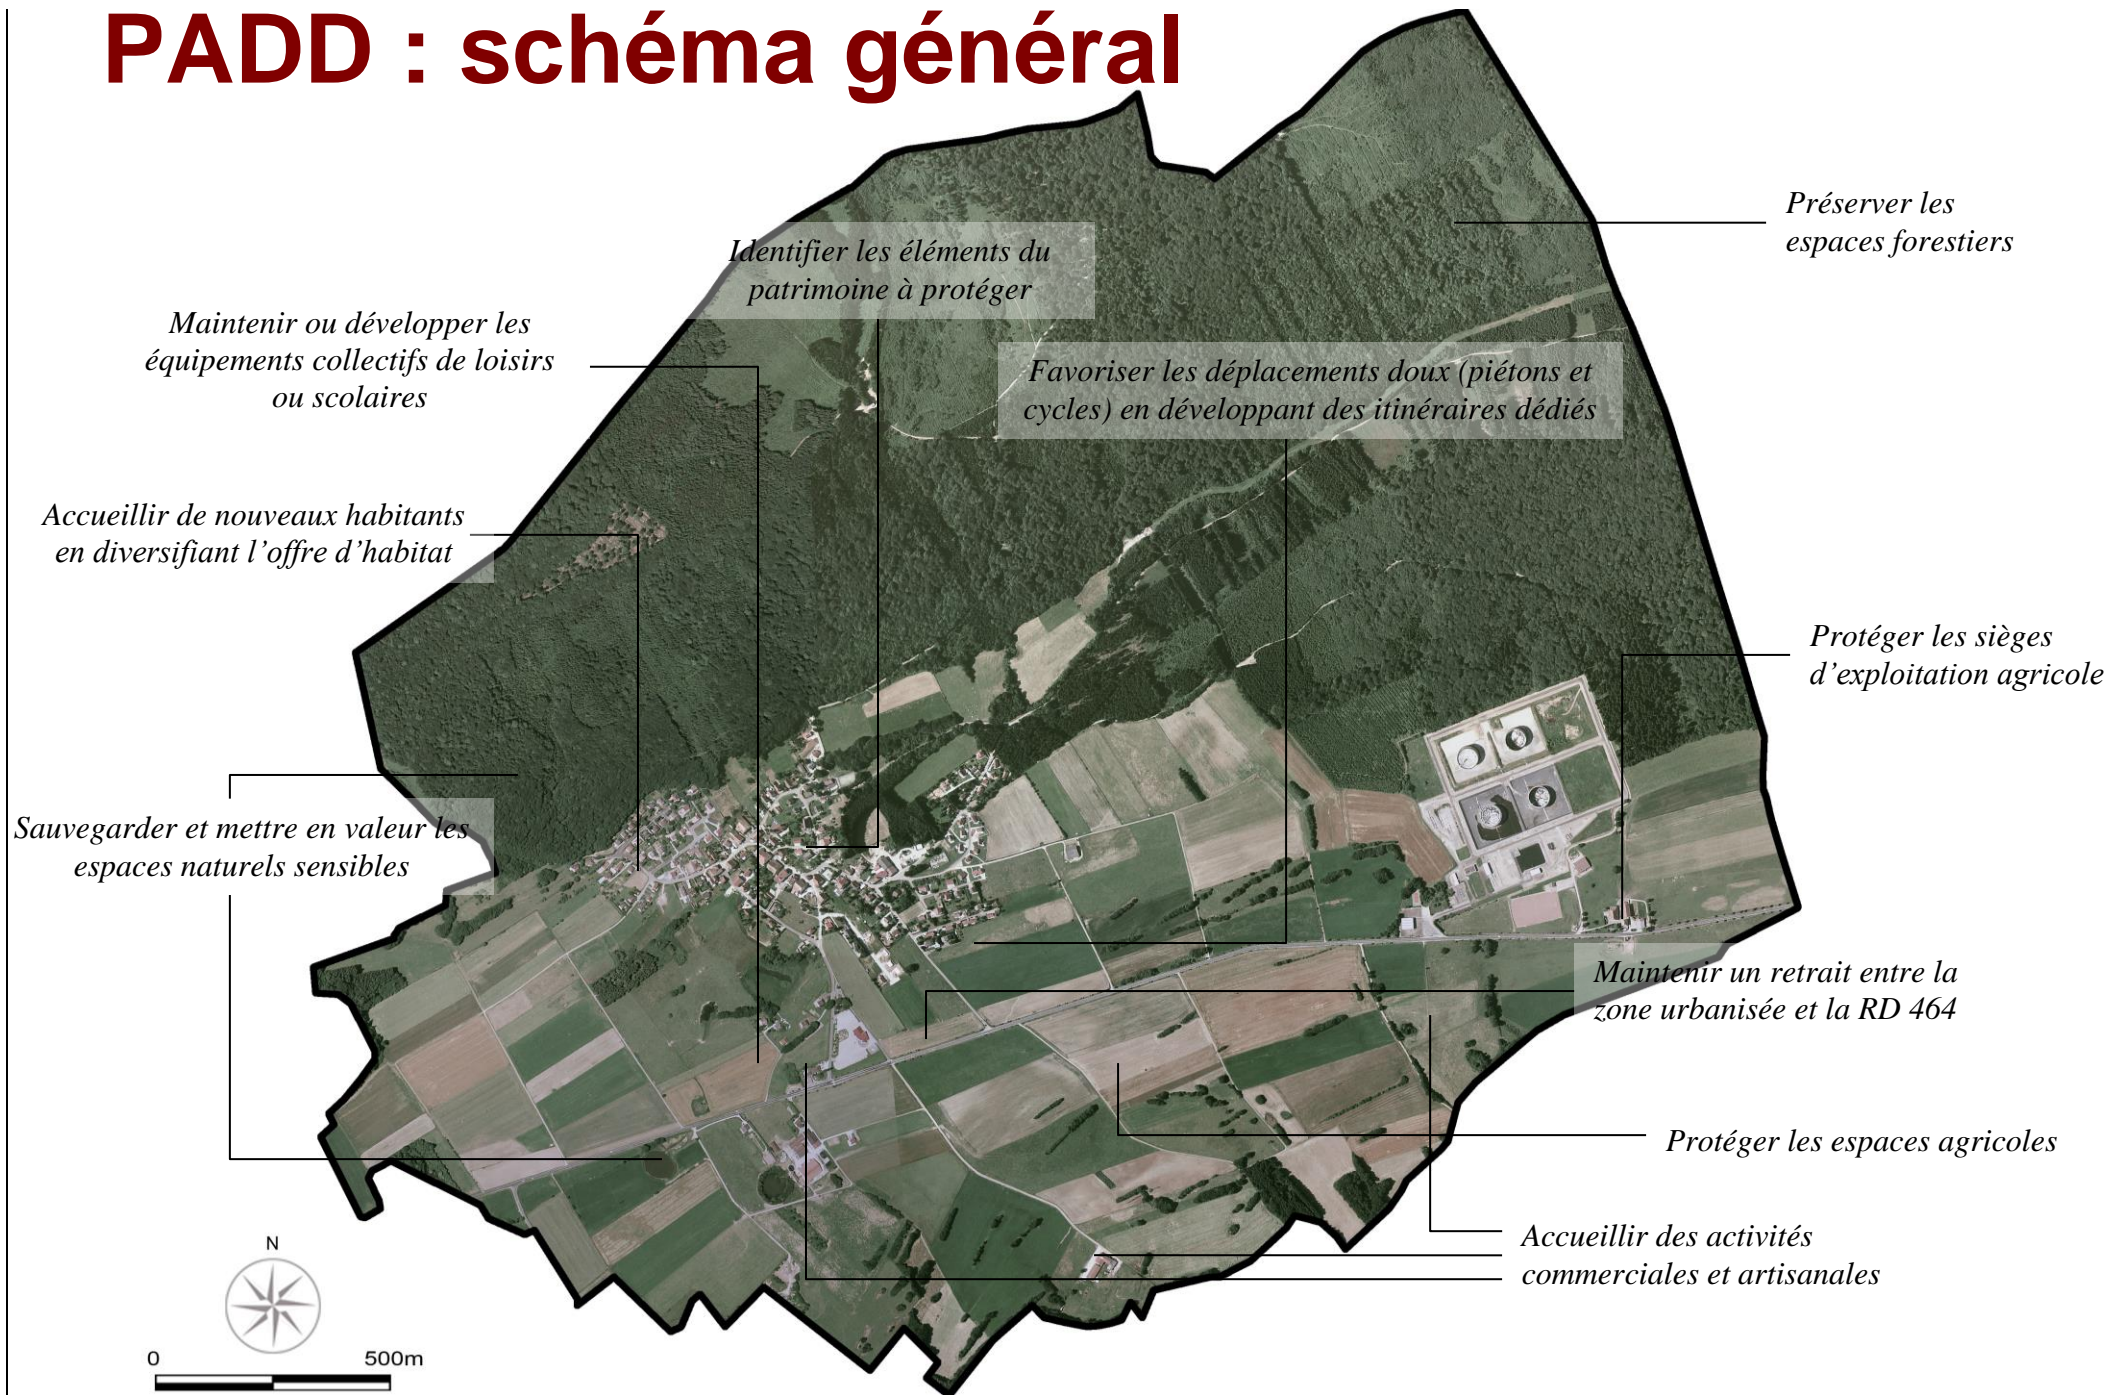 PADD : schéma général
Préserver les
espaces forestiers
Identifier les éléments du
patrimoine à protéger
Maintenir ou développer les
équipements collectifs de loisirs
ou scolaires
Favoriser les déplacements doux (piétons et
cycles) en développant des itinéraires dédiés
Accueillir de nouveaux habitants
en diversifiant l’offre d’habitat
Protéger les sièges
d’exploitation agricole
Sauvegarder et mettre en valeur les
espaces naturels sensibles
Maintenir un retrait entre la
zone urbanisée et la RD 464
Protéger les espaces agricoles
Accueillir des activités
commerciales et artisanales
N
0 500m